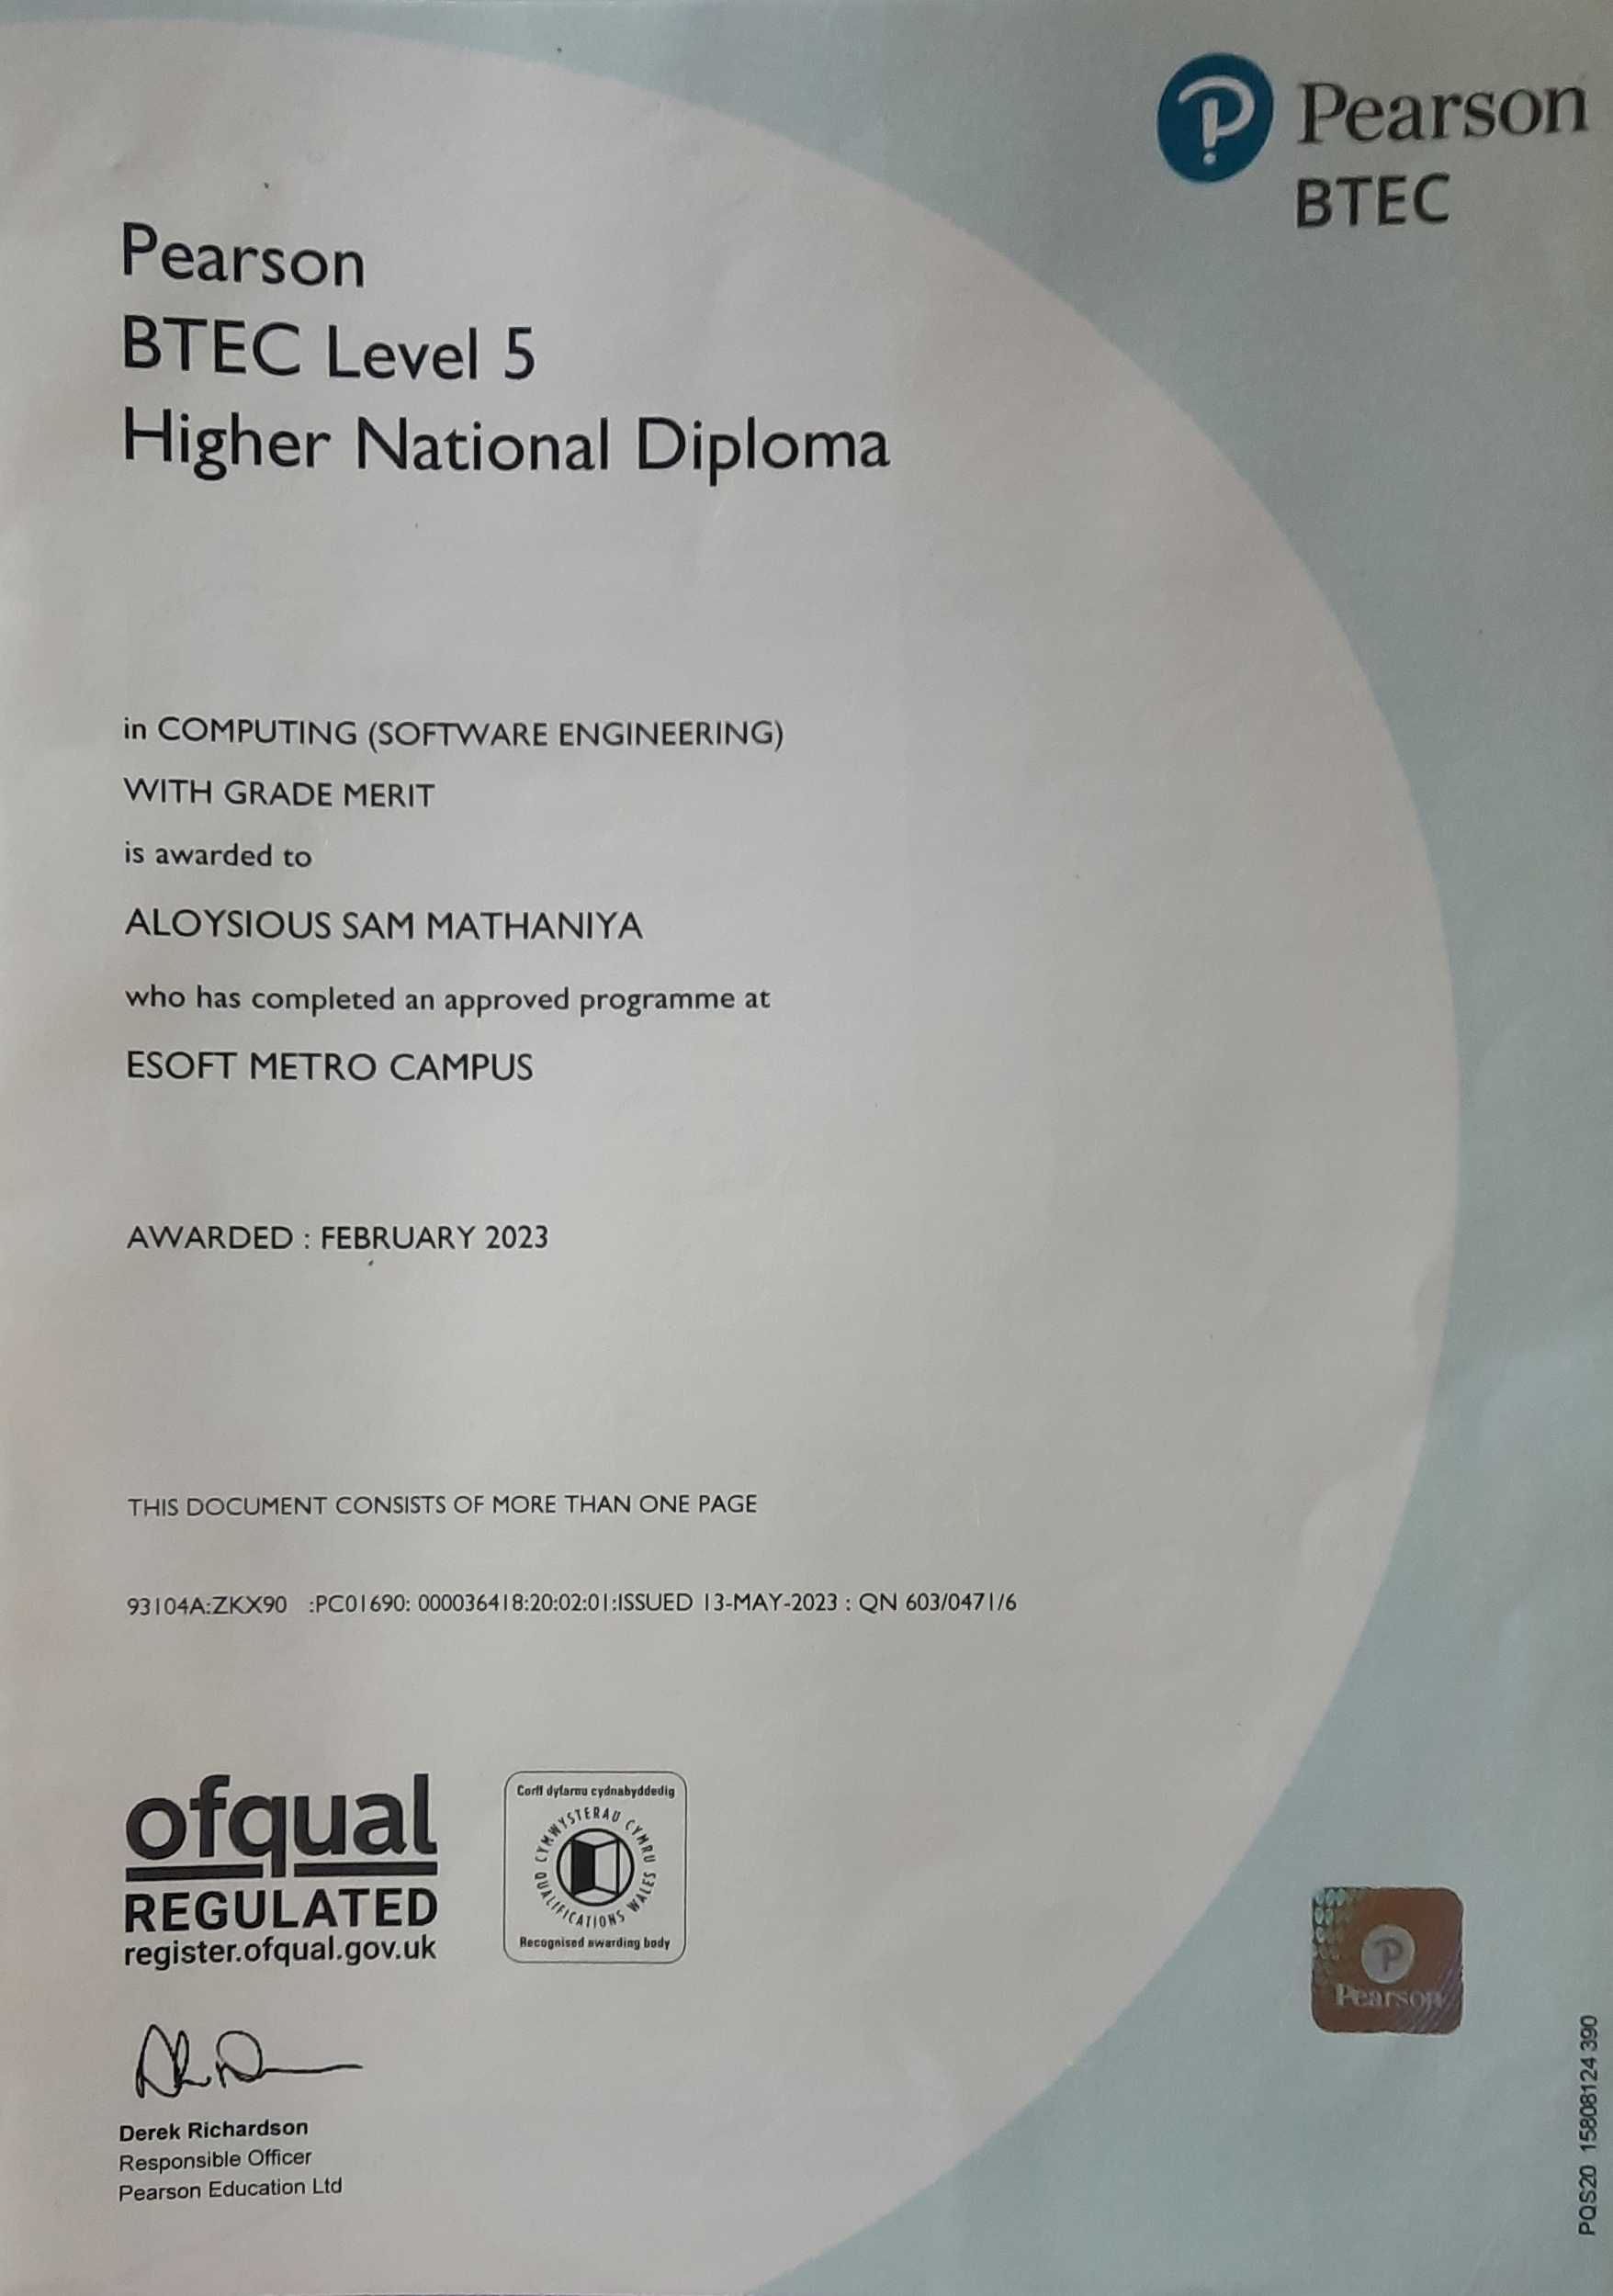 Pearson
BTEC
Pearson
BTEC Level 5
Higher National Diploma
in COMPUTING (SOFTWARE ENGINEERING)
WITH GRADE MERIT
is awarded to
ALOYSIOUS SAM MATHANIYA
who has completed an approved programme at
ESOFT METRO CAMPUS
AWARDED : FEBRUARY 2023
THIS DOCUMENT CONSISTS OF MORE THAN ONE PAGE
93104A:ZKX90 :PC01690: 000036418:20:02:01:ISSUED 13-MAY-2023 : QN 603/0471/6
ofqual
REGULATED
register.ofqual.gov.uk
Corff dyfarnu cydnabyddedig
CYMWYSTERAU CYMRU
QUALIFICATIONS WALES
Recognised awarding body
Pearson
Derek Richardson
Responsible Officer
Pearson Education Ltd
PQS20 15808124 390